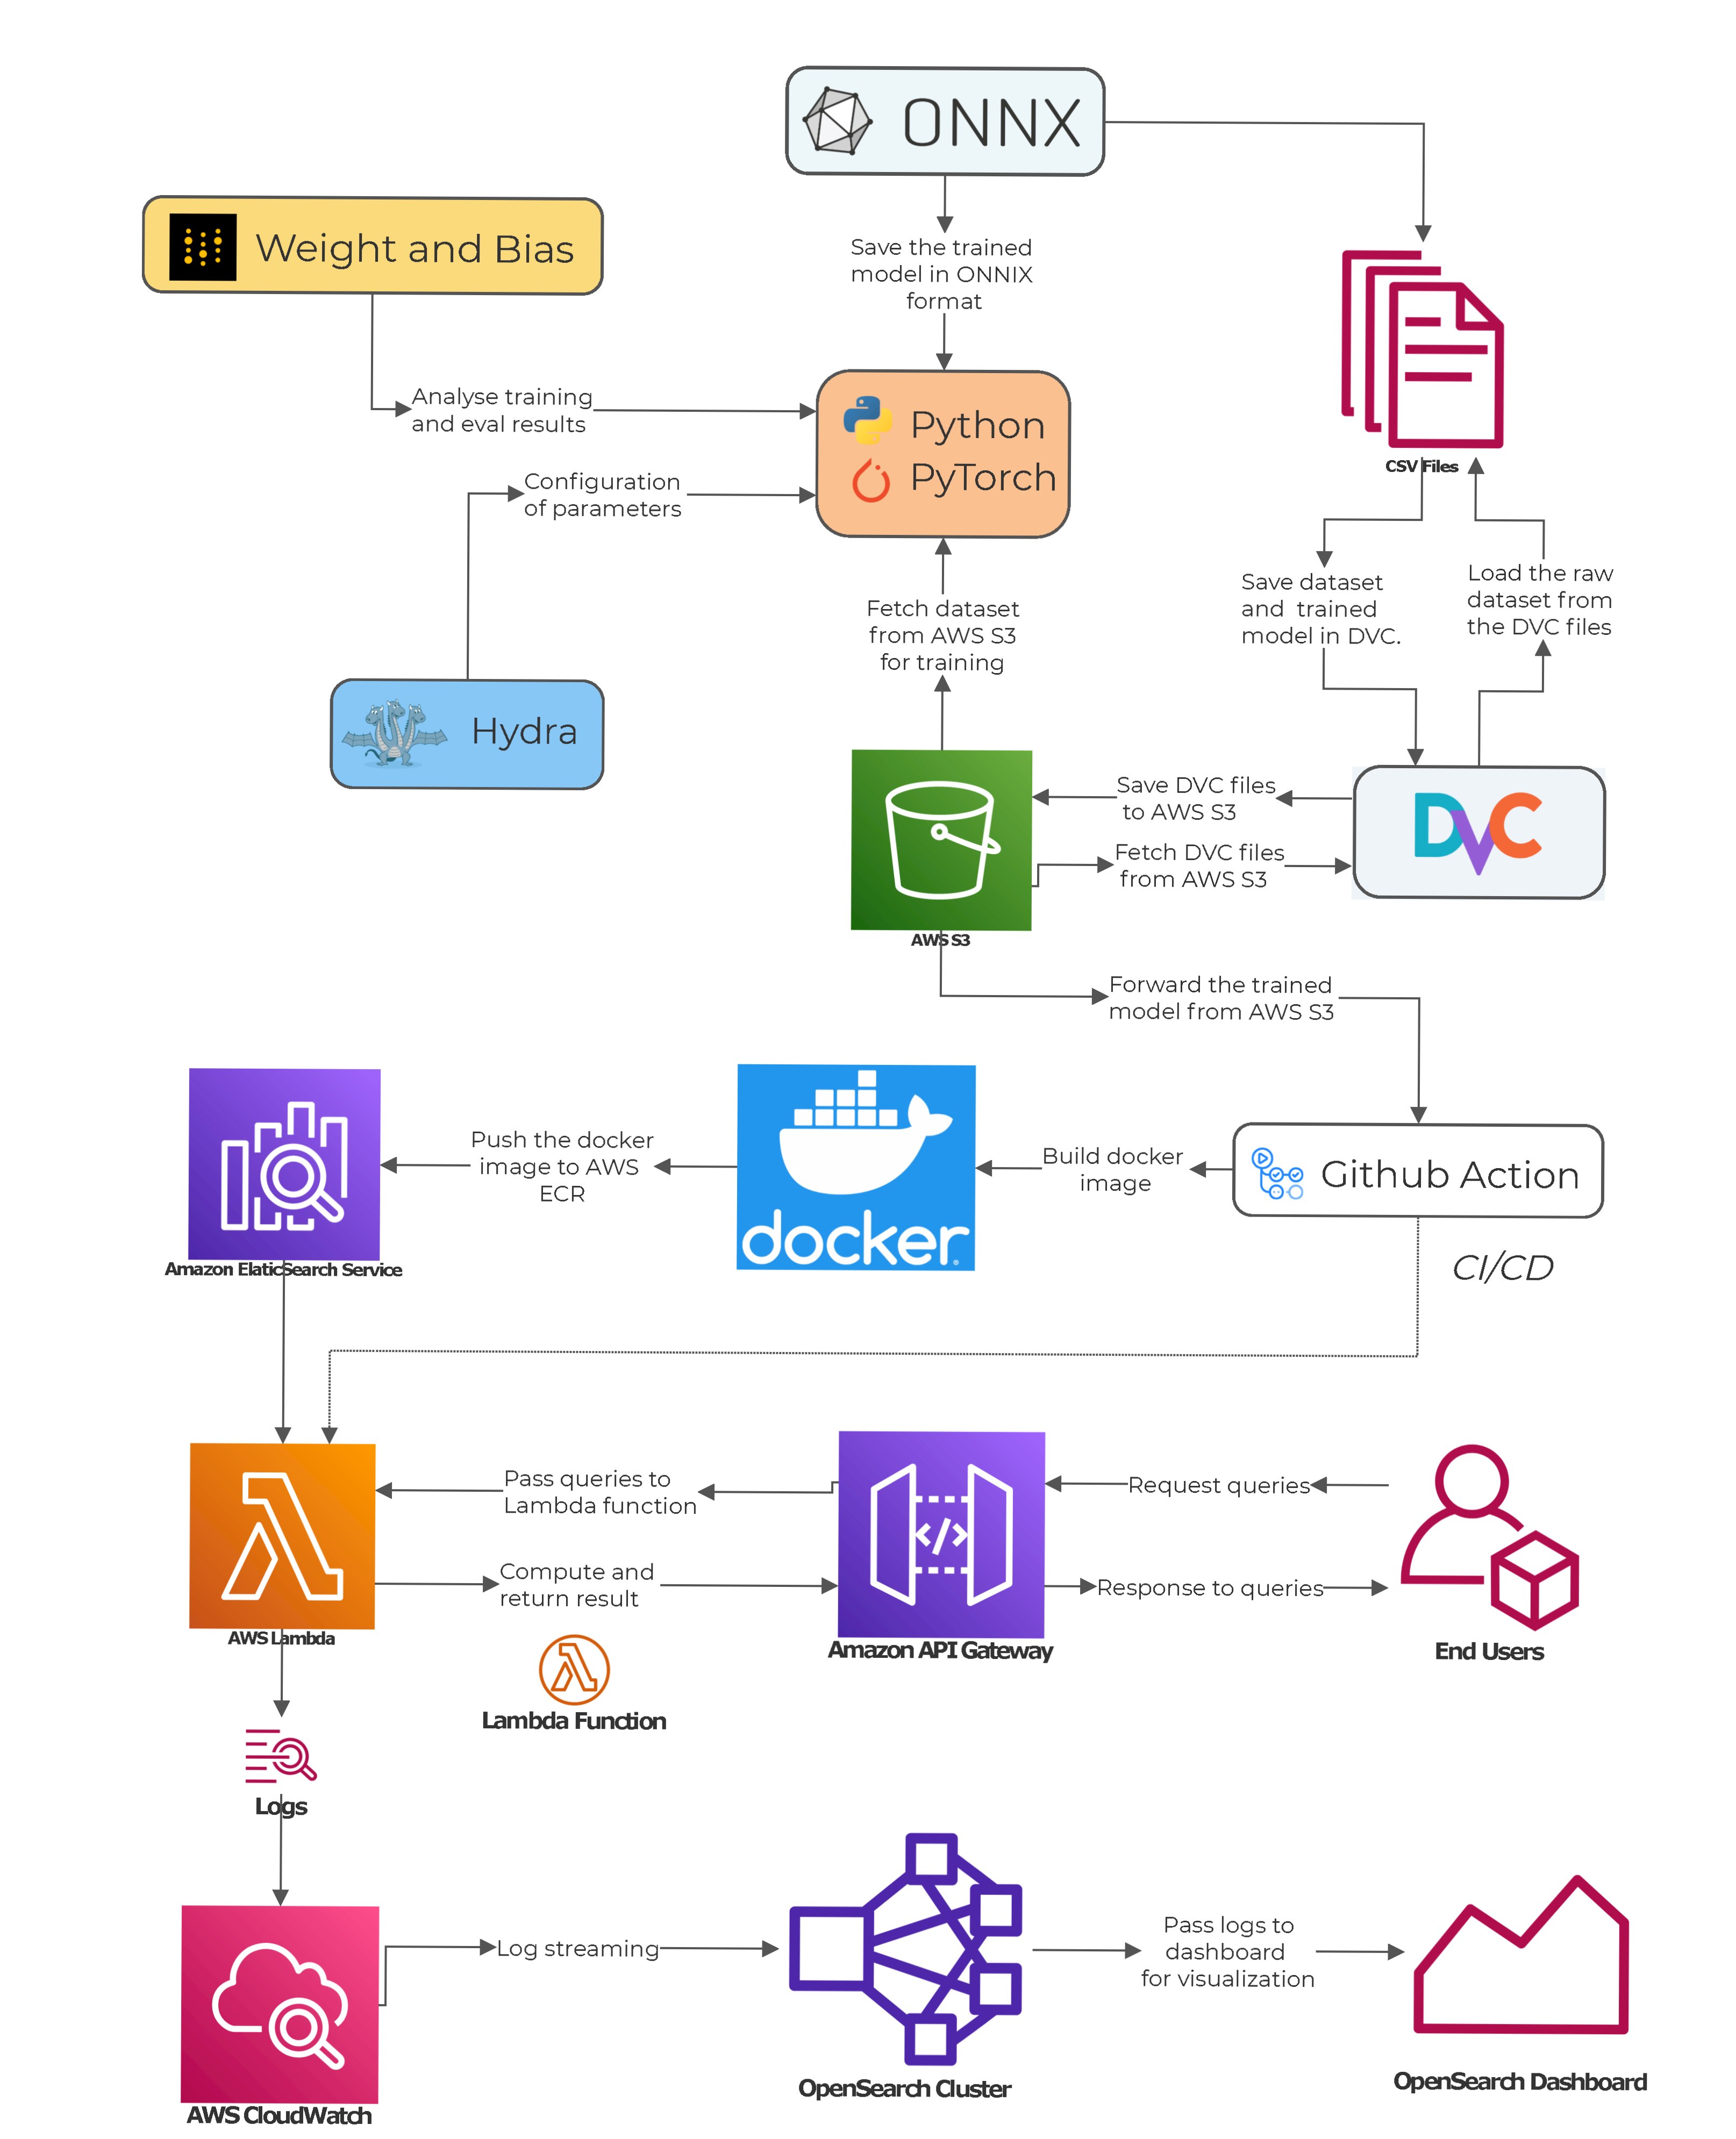 ONNX
Weight and Bias
Save the trained
model in ONNIX
format
Analyse training
and eval results
Python
PyTorch
Configuration
of parameters
CSV Files
Fetch dataset
from AWS S3
for training
Save dataset
and trained
model in DVC.
Load the raw
dataset from
the DVC files
Hydra
Save DVC files
to AWS S3
DVC
Fetch DVC files
from AWS S3
AWS S3
Forward the trained
model from AWS S3
Push the docker
image to AWS
ECR
docker
Build docker
image
Github Action
Amazon ElaticSearch Service
CI/CD
Pass queries to
Lambda function
Request queries
Compute and
return result
Response to queries
AWS Lambda
Amazon API Gateway
End Users
Lambda Function
Logs
Log streaming
Pass logs to
dashboard
for visualization
OpenSearch Cluster
OpenSearch Dashboard
AWS CloudWatch